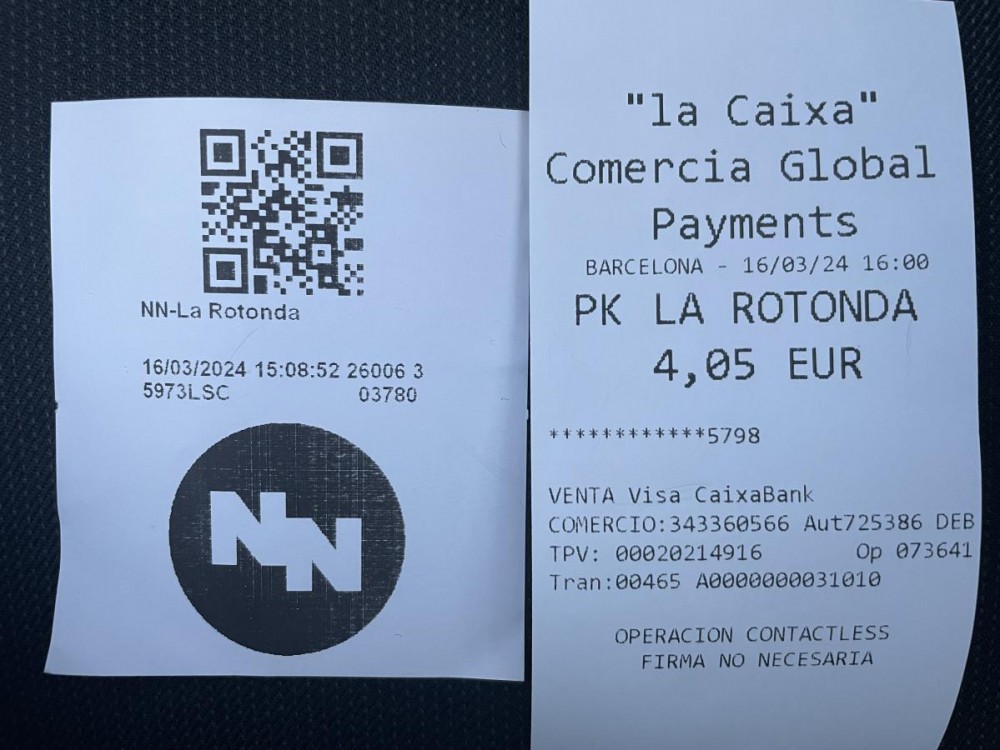 NN-La Rotonda
16/03/2024 15:08:52 26006 3
5973LSC 03780
NN
"la Caixa"
Comercia Global
Payments
BARCELONA - 16/03/24 16:00
PK LA ROTONDA
4,05 EUR
************5798
VENTA Visa CaixaBank
COMERCIO:343360566 Aut725386 DEB
TPV: 00020214916 Op 073641
Tran:00465 A0000000031010
OPERACION CONTACTLESS
FIRMA NO NECESARIA